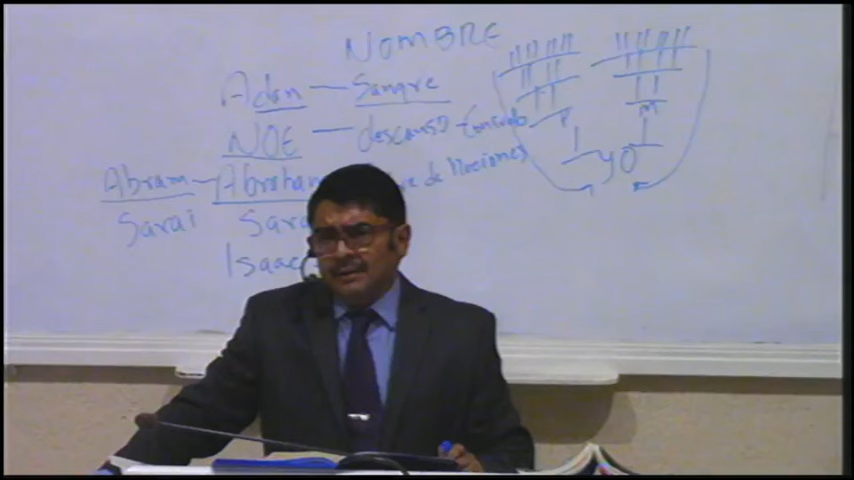 NOMBRE
Adan — Sangre
NOE — descanso - Consuelo
Abram — Abraham de Naciones
Sarai Sara
Isaac
P M
YO